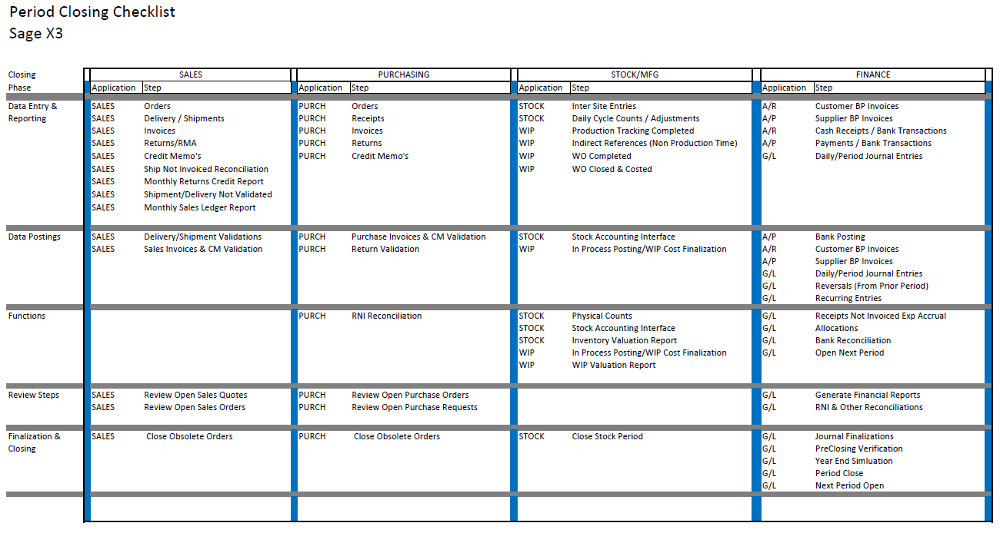 Period Closing Checklist
Sage X3
Closing SALES PURCHASING STOCK/MFG FINANCE
Phase Application Step Application Step Application Step Application Step
Data Entry & SALES Orders PURCH Orders STOCK Inter Site Entries A/R Customer BP Invoices
Reporting SALES Delivery / Shipments PURCH Receipts STOCK Daily Cycle Counts / Adjustments A/P Supplier BP Invoices
SALES Invoices PURCH Invoices WIP Production Tracking Completed A/R Cash Receipts / Bank Transactions
SALES Returns/RMA PURCH Returns WIP Indirect References (Non Production Time) A/P Payments / Bank Transactions
SALES Credit Memo's PURCH Credit Memo's WIP WO Completed G/L Daily/Period Journal Entries
SALES Ship Not Invoiced Reconciliation WIP WO Closed & Costed
SALES Monthly Returns Credit Report
SALES Shipment/Delivery Not Validated
SALES Monthly Sales Ledger Report
Data Postings SALES Delivery/Shipment Validations PURCH Purchase Invoices & CM Validation STOCK Stock Accounting Interface A/P Bank Posting
SALES Sales Invoices & CM Validation PURCH Return Validation WIP In Process Posting/WIP Cost Finalization A/R Customer BP Invoices
A/P Supplier BP Invoices
G/L Daily/Period Journal Entries
G/L Reversals (From Prior Period)
G/L Recurring Entries
Functions PURCH RNI Reconciliation STOCK Physical Counts G/L Receipts Not Invoiced Exp Accrual
STOCK Stock Accounting Interface G/L Allocations
STOCK Inventory Valuation Report G/L Bank Reconciliation
WIP In Process Posting/WIP Cost Finalization G/L Open Next Period
WIP WIP Valuation Report
Review Steps SALES Review Open Sales Quotes PURCH Review Open Purchase Orders G/L Generate Financial Reports
SALES Review Open Sales Orders PURCH Review Open Purchase Requests G/L RNI & Other Reconciliations
Finalization & SALES Close Obsolete Orders PURCH Close Obsolete Orders STOCK Close Stock Period G/L Journal Finalizations
Closing G/L PreClosing Verification
G/L Year End Simluation
G/L Period Close
G/L Next Period Open